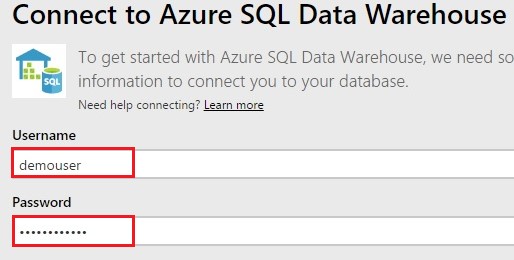 Connect to Azure SQL Data Warehouse
SQL
To get started with Azure SQL Data Warehouse, we need so
information to connect you to your database.
Need help connecting? Learn more
Username
demouser
Password
••••••••••••